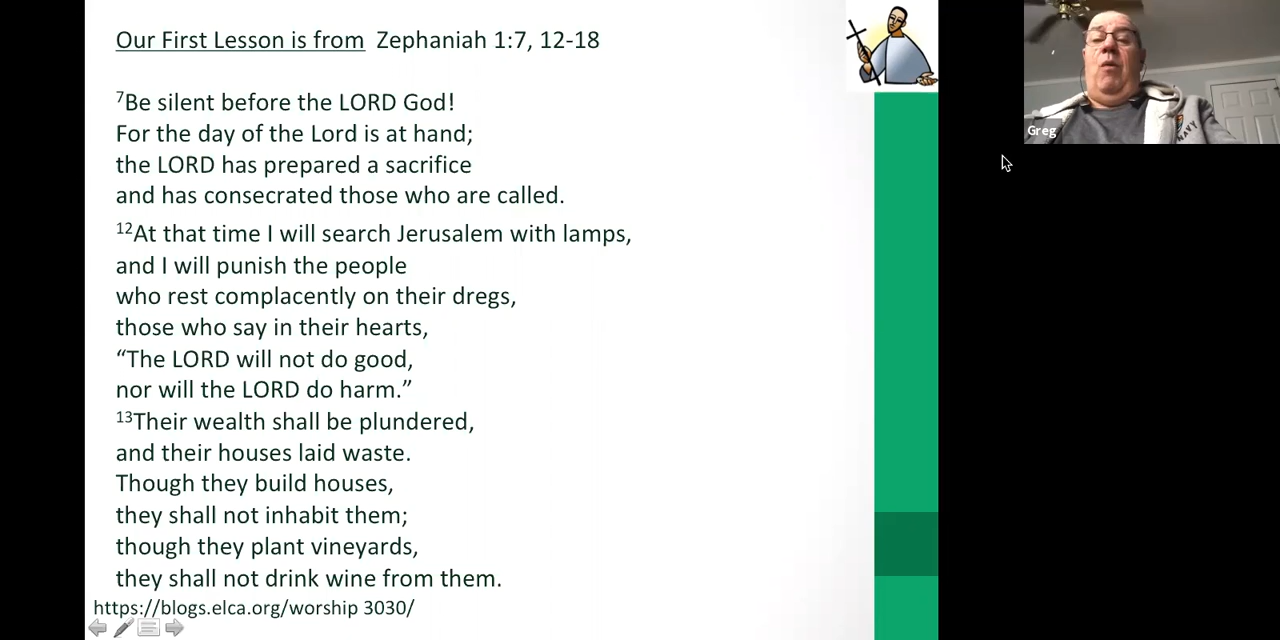 Our First Lesson is from Zephaniah 1:7, 12-18
7Be silent before the LORD God!
For the day of the Lord is at hand;
the LORD has prepared a sacrifice
and has consecrated those who are called.
12At that time I will search Jerusalem with lamps,
and I will punish the people
who rest complacently on their dregs,
those who say in their hearts,
“The LORD will not do good,
nor will the LORD do harm.”
13Their wealth shall be plundered,
and their houses laid waste.
Though they build houses,
they shall not inhabit them;
though they plant vineyards,
they shall not drink wine from them.
https://blogs.elca.org/worship 3030/
Greg
NAVY